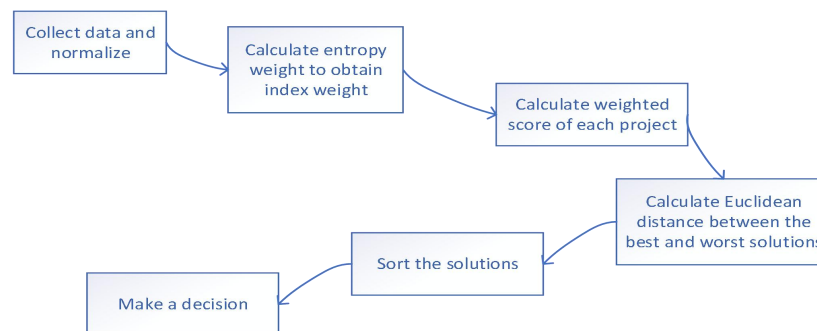 Collect data and
normalize
Calculate entropy
weight to obtain
index weight
Calculate weighted
score of each project
Calculate Euclidean
distance between the
best and worst solutions
Sort the solutions
Make a decision